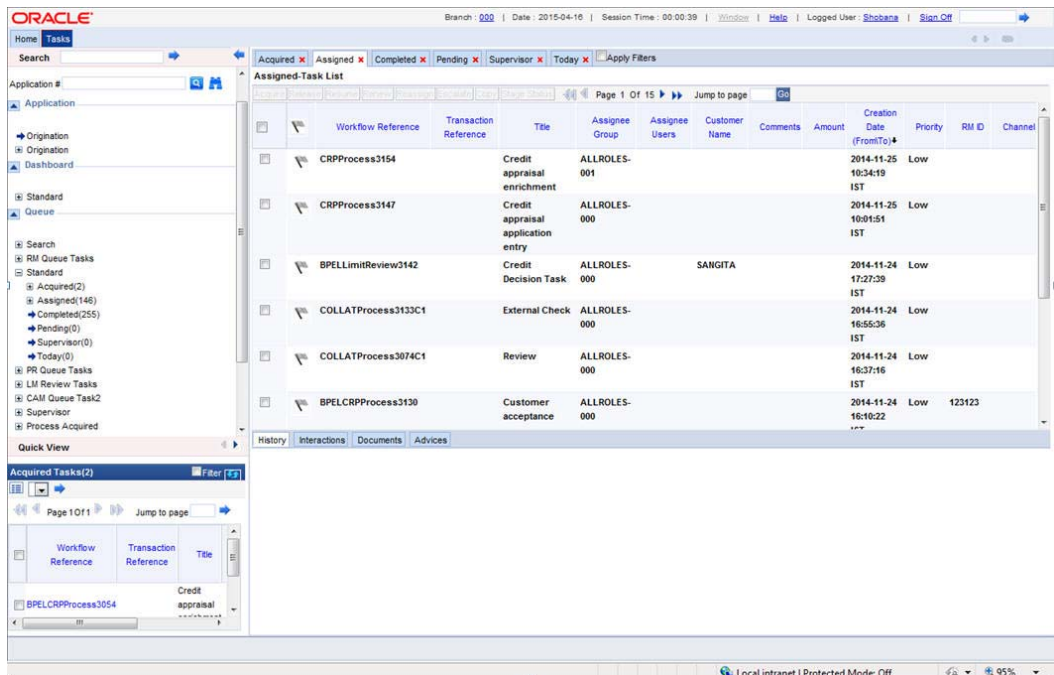 ORACLE
Branch : 000 | Date : 2015-04-16 | Session Time : 00:00:39 | Window | Help | Logged User : Shobana | Sign Off
Home Tasks
Search
Application #
Application
Origination
Origination
Dashboard
Standard
Queue
Search
RM Queue Tasks
Standard
Acquired(2)
Assigned(146)
Completed(255)
Pending(0)
Supervisor(0)
Today(0)
PR Queue Tasks
LM Review Tasks
CAM Queue Task2
Supervisor
Process Acquired
Quick View
Acquired Tasks(2) Filter
Page 1 Of 1 Jump to page
Workflow Reference Transaction Reference Title
BPELCRPProcess3054 Credit appraisal
Acquired x Assigned x Completed x Pending x Supervisor x Today x Apply Filters
Assigned-Task List
Page 1 Of 15 Jump to page Go
Workflow Reference Transaction Reference Title Assignee Group Assignee Users Customer Name Comments Amount Creation Date (From\To) Priority RM ID Channel
CRPProcess3154 Credit appraisal enrichment ALLROLES-001 2014-11-25 10:34:19 IST Low
CRPProcess3147 Credit appraisal application entry ALLROLES-000 2014-11-25 10:01:51 IST Low
BPELLimitReview3142 Credit Decision Task ALLROLES-000 SANGITA 2014-11-24 17:27:39 IST Low
COLLATProcess3133C1 External Check ALLROLES-000 2014-11-24 16:55:36 IST Low
COLLATProcess3074C1 Review ALLROLES-000 2014-11-24 16:37:16 IST Low
BPELCRPProcess3130 Customer acceptance ALLROLES-000 2014-11-24 16:10:22 Low 123123
History Interactions Documents Advices
Local intranet | Protected Mode: Off 95%